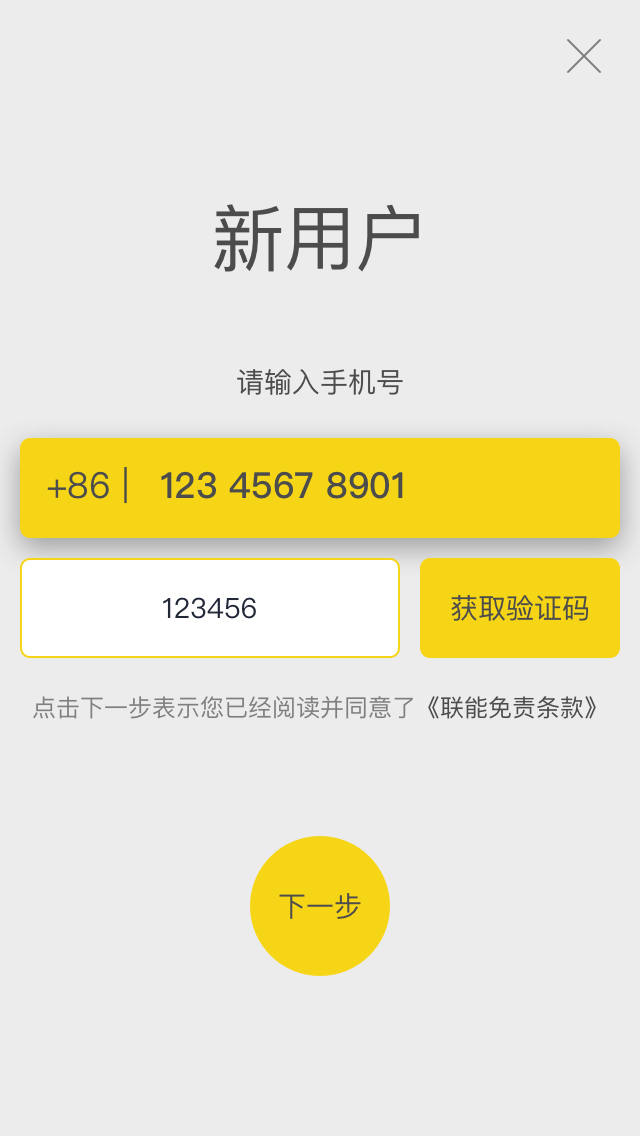 新用户
请输入手机号
+86 | 123 4567 8901
123456 获取验证码
点击下一步表示您已经阅读并同意了《联能免责条款》
下一步